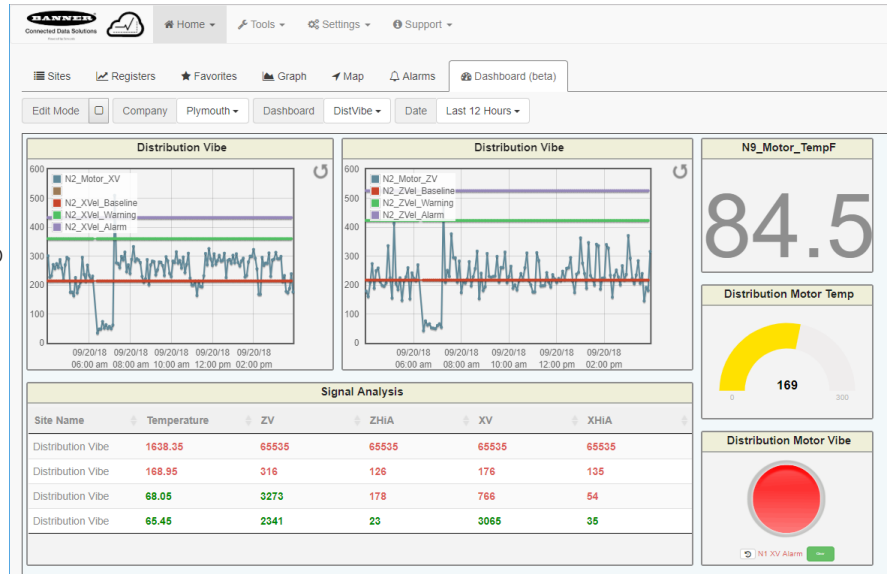 BANNER
Connected Data Solutions
Home
Tools
Settings
Support
Sites
Registers
Favorites
Graph
Map
Alarms
Dashboard (beta)
Edit Mode
Company
Plymouth
Dashboard
DistVibe
Date
Last 12 Hours
Distribution Vibe
600
500
400
300
200
100
0
N2_Motor_XV
N2_XVel_Baseline
N2_XVel_Warning
N2_XVel_Alarm
09/20/18 09/20/18 09/20/18 09/20/18 09/20/18
06:00 am 08:00 am 10:00 am 12:00 pm 02:00 pm
Distribution Vibe
600
500
400
300
200
100
0
N2_Motor_ZV
N2_ZVel_Baseline
N2_ZVel_Warning
N2_ZVel_Alarm
09/20/18 09/20/18 09/20/18 09/20/18 09/20/18
06:00 am 08:00 am 10:00 am 12:00 pm 02:00 pm
N9_Motor_TempF
84.5
Distribution Motor Temp
169
0 300
Signal Analysis
Site Name Temperature ZV ZHiA XV XHiA
Distribution Vibe 1638.35 65535 65535 65535 65535
Distribution Vibe 168.95 316 126 176 135
Distribution Vibe 68.05 3273 178 766 54
Distribution Vibe 65.45 2341 23 3065 35
Distribution Motor Vibe
N1 XV Alarm